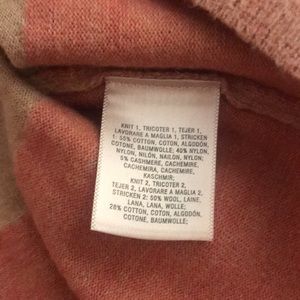 KNIT 1, TRICOTER 1, TEJER 1,
LAVORARE A MAGLIA 1, STRICKEN
1: 55% COTTON, COTON, ALGODÓN,
COTONE, BAUMWOLLE; 40% NYLON,
NYLON, NILÓN, NAILON, NYLON;
5% CASHMERE, CACHEMIRE,
CACHEMIRA, CACHEMIRE,
KASCHMIR;
KNIT 2, TRICOTER 2,
TEJER 2, LAVORARE A MAGLIA 2,
STRICKEN 2: 50% WOOL, LAINE,
LANA, LANA, WOLLE;
28% COTTON, COTON, ALGODÓN,
COTONE, BAUMWOLLE;